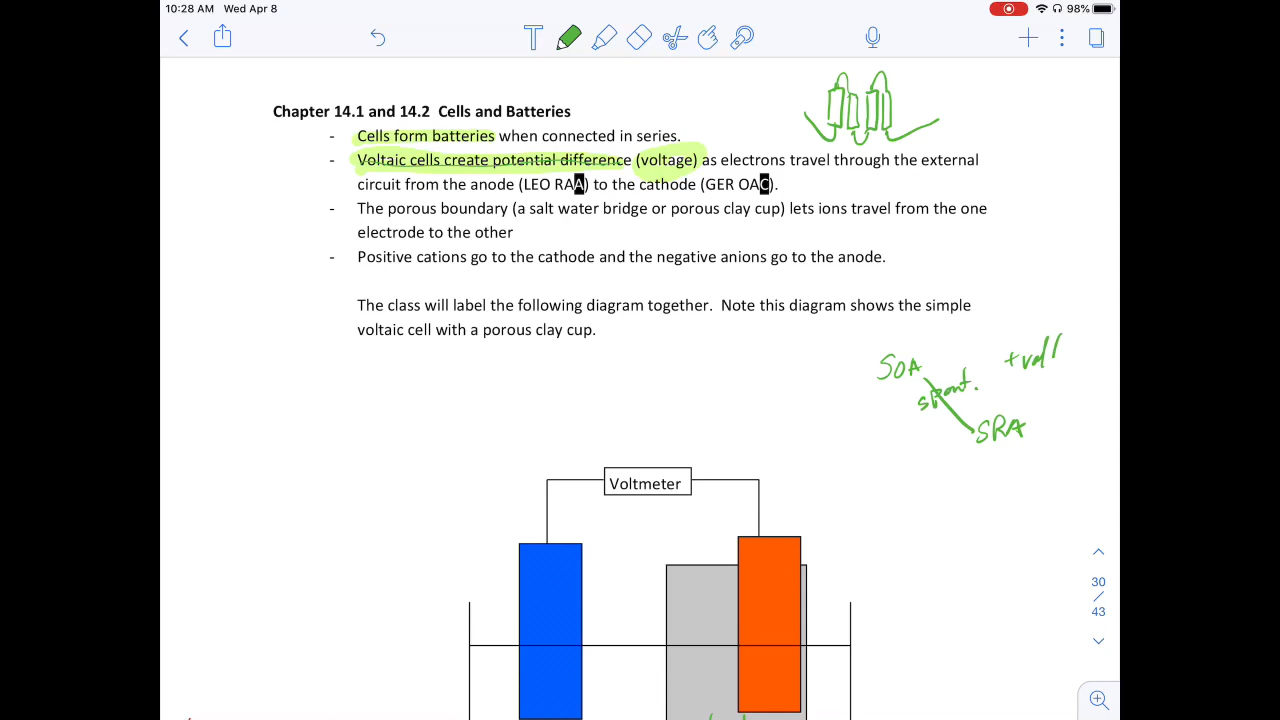 10:28 AM Wed Apr 8
98%
T
Chapter 14.1 and 14.2 Cells and Batteries
- Cells form batteries when connected in series.
- Voltaic cells create potential difference (voltage) as electrons travel through the external
circuit from the anode (LEO RAA) to the cathode (GER OAC).
- The porous boundary (a salt water bridge or porous clay cup) lets ions travel from the one
electrode to the other
- Positive cations go to the cathode and the negative anions go to the anode.
The class will label the following diagram together. Note this diagram shows the simple
voltaic cell with a porous clay cup.
SOA
spont.
SRA
Voltmeter
30
/
43